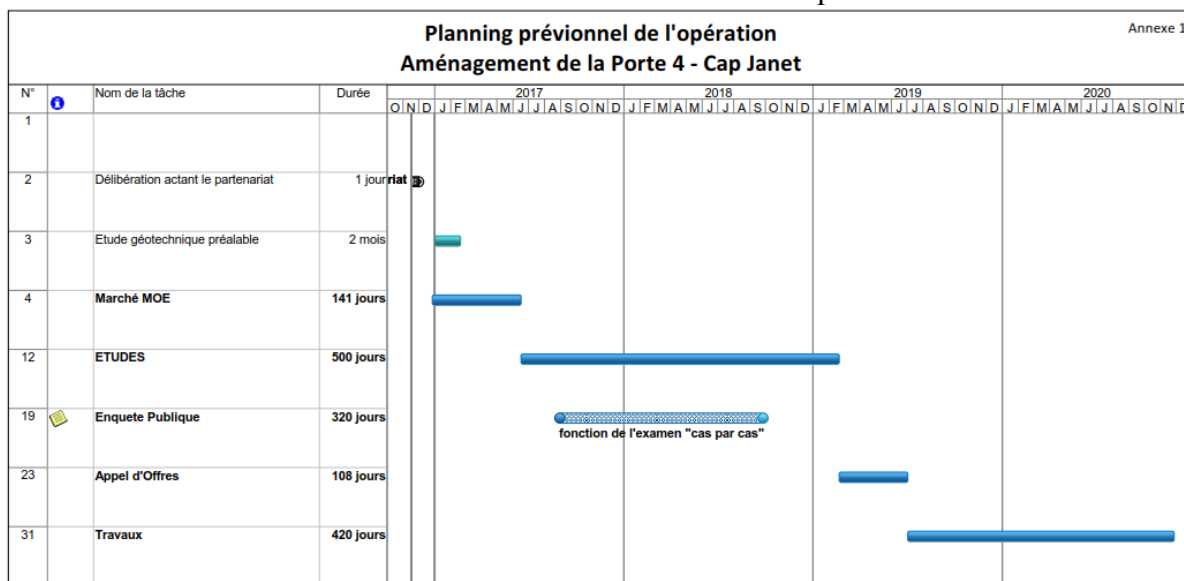 Planning prévionnel de l'opération
Annexe 1
Aménagement de la Porte 4 - Cap Janet
N° Nom de la tâche Durée 2017 2018 2019 2020
O N D J F M A M J J A S O N D J F M A M J J A S O N D J F M A M J J A S O N D J F M A M J J A S O N D
1
2 Délibération actant le partenariat 1 jour riat
3 Etude géotechnique préalable 2 mois
4 Marché MOE 141 jours
12 ETUDES 500 jours
19 Enquete Publique 320 jours
fonction de l'examen "cas par cas"
23 Appel d'Offres 108 jours
31 Travaux 420 jours